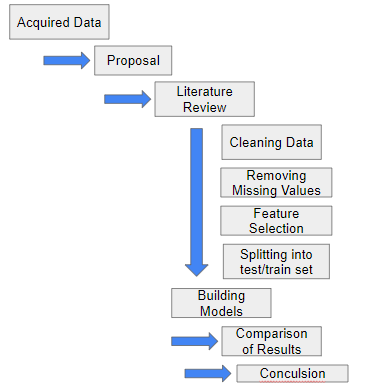 Acquired Data
Proposal
Literature
Review
Cleaning Data
Removing
Missing Values
Feature
Selection
Splitting into
test/train set
Building
Models
Comparison
of Results
Conculsion